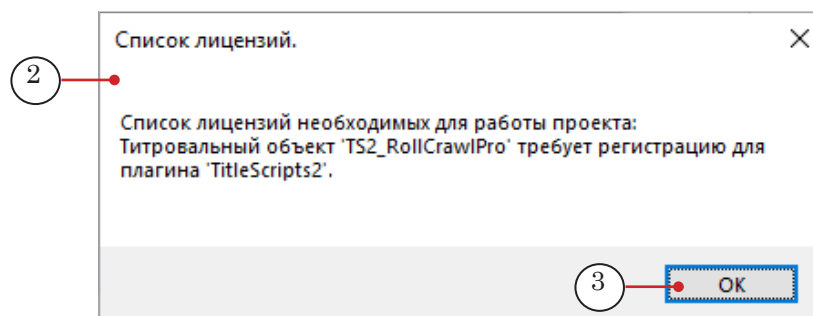 Список лицензий.
2
Список лицензий необходимых для работы проекта:
Титровальный объект 'TS2_RollCrawlPro' требует регистрацию для
плагина 'TitleScripts2'.
3
OK